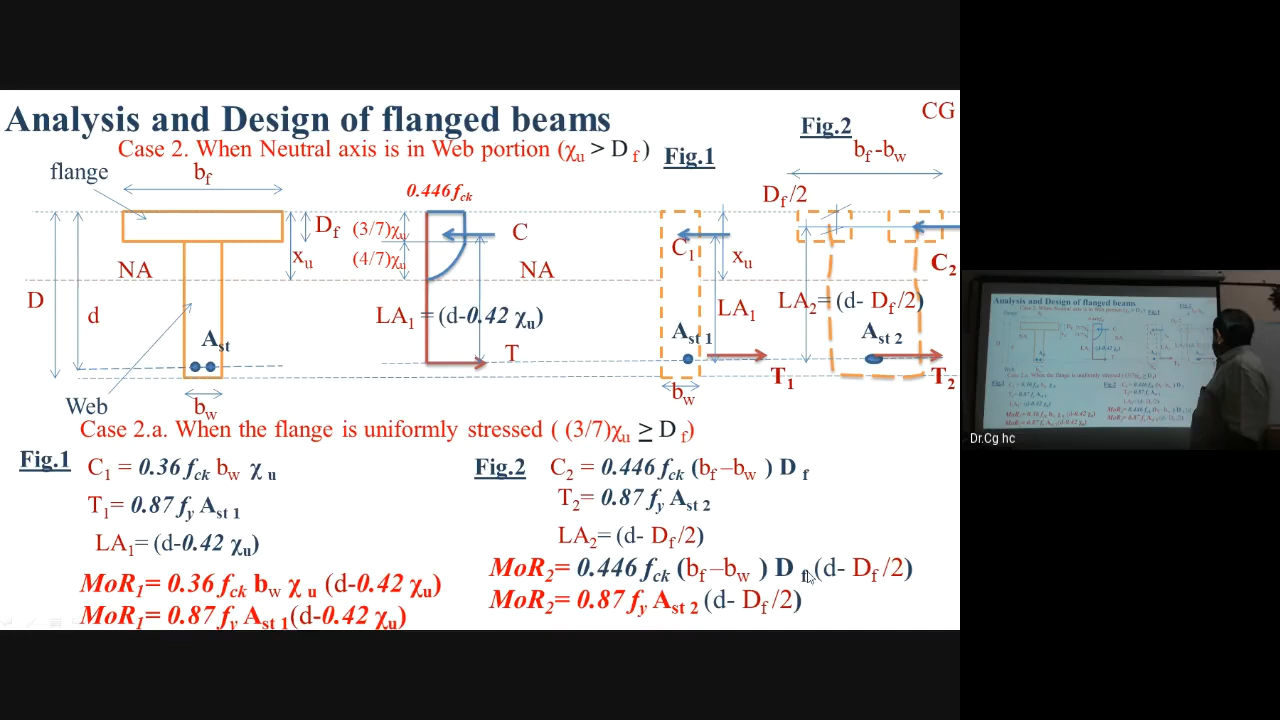 Analysis and Design of flanged beams
CG
Fig.2
Case 2. When Neutral axis is in Web portion (χu > D f )
Fig.1
bf -bw
flange
bf
0.446 fck
Df /2
Df
(3/7)χu
C
C1
xu
(4/7)χu
xu
NA
NA
C2
D
d
LA1 = (d-0.42 χu)
LA1
LA2= (d- Df /2)
Ast
Ast 1
Ast 2
T
T1
T2
Web
bw
bw
Case 2.a. When the flange is uniformly stressed ( (3/7)χu ≥ D f )
Fig.1
C1 = 0.36 fck bw χ u
T1= 0.87 fy Ast 1
LA1= (d-0.42 χu)
MoR1= 0.36 fck bw χ u (d-0.42 χu)
MoR1= 0.87 fy Ast 1(d-0.42 χu)
Fig.2
C2 = 0.446 fck (bf –bw ) D f
T2= 0.87 fy Ast 2
LA2= (d- Df /2)
MoR2= 0.446 fck (bf –bw ) D f (d- Df /2)
MoR2= 0.87 fy Ast 2 (d- Df /2)
Analysis and Design of flanged beams
Dr.Cg hc